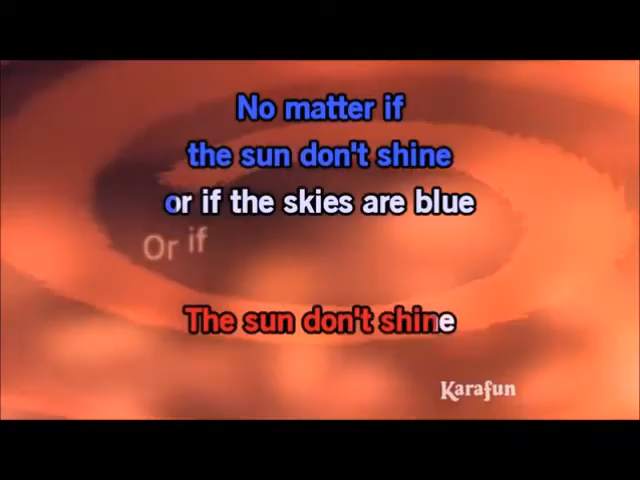 No matter if
the sun don't shine
or if the skies are blue
Or if
The sun don't shine
Karafun